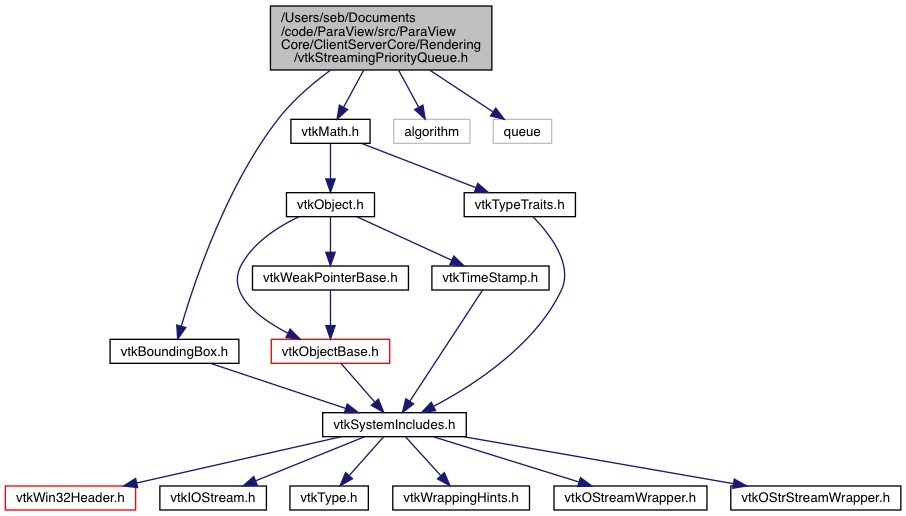 /Users/seb/Documents
/code/ParaView/src/ParaView
Core/ClientServerCore/Rendering
/vtkStreamingPriorityQueue.h
vtkMath.h
algorithm
queue
vtkObject.h
vtkTypeTraits.h
vtkWeakPointerBase.h
vtkTimeStamp.h
vtkBoundingBox.h
vtkObjectBase.h
vtkSystemIncludes.h
vtkWin32Header.h
vtkIOStream.h
vtkType.h
vtkWrappingHints.h
vtkOStreamWrapper.h
vtkOStrStreamWrapper.h